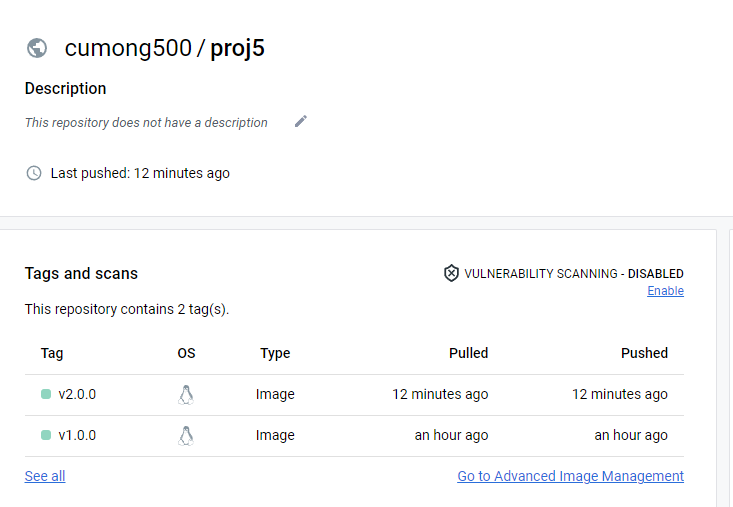 cumong500 / proj5
Description
This repository does not have a description
Last pushed: 12 minutes ago
Tags and scans
VULNERABILITY SCANNING - DISABLED
Enable
This repository contains 2 tag(s).
Tag OS Type Pulled Pushed
v2.0.0 Image 12 minutes ago 12 minutes ago
v1.0.0 Image an hour ago an hour ago
See all Go to Advanced Image Management